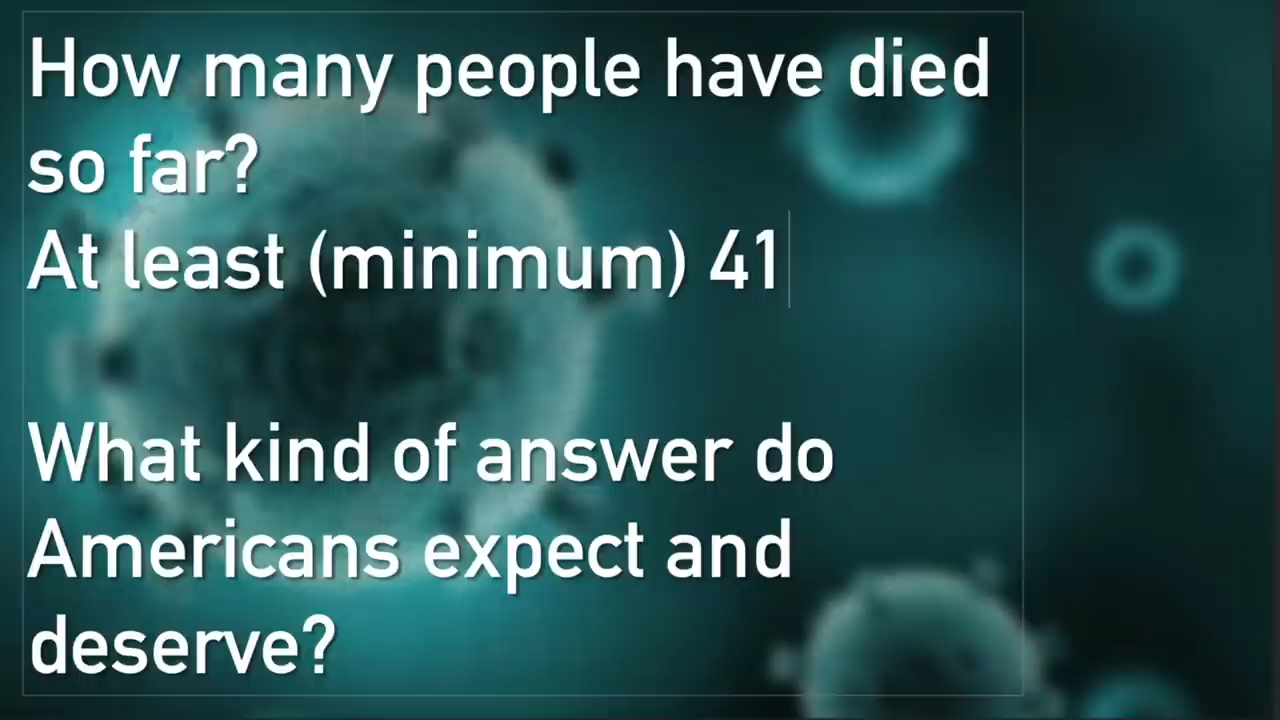 How many people have died
so far?
At least (minimum) 41
What kind of answer do
Americans expect and
deserve?